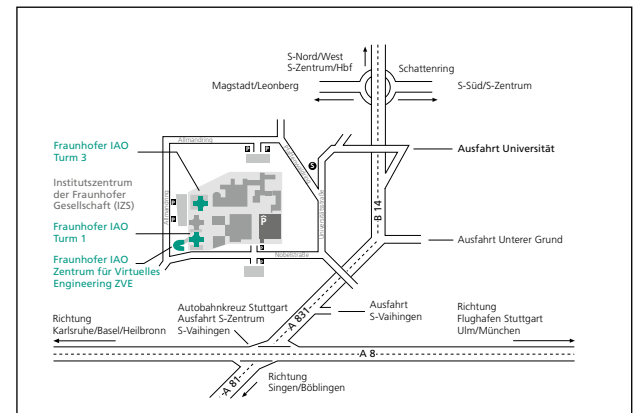 S-Nord/West
S-Zentrum/Hbf
Schattenring
Magstadt/Leonberg
S-Süd/S-Zentrum
Allmandring
Fraunhofer IAO
Turm 3
Ausfahrt Universität
S
P
P
Institutszentrum
der Fraunhofer
Gesellschaft (IZS)
Allmandring
P
P
B 14
Fraunhofer IAO
Turm 1
P
Ausfahrt Unterer Grund
Fraunhofer IAO
Zentrum für Virtuelles
Engineering ZVE
P
Nobelstraße
Richtung
Karlsruhe/Basel/Heilbronn
Autobahnkreuz Stuttgart
Ausfahrt S-Zentrum
S-Vaihingen
A 831
Ausfahrt
S-Vaihingen
Richtung
Flughafen Stuttgart
Ulm/München
A 8
A 81
Richtung
Singen/Böblingen